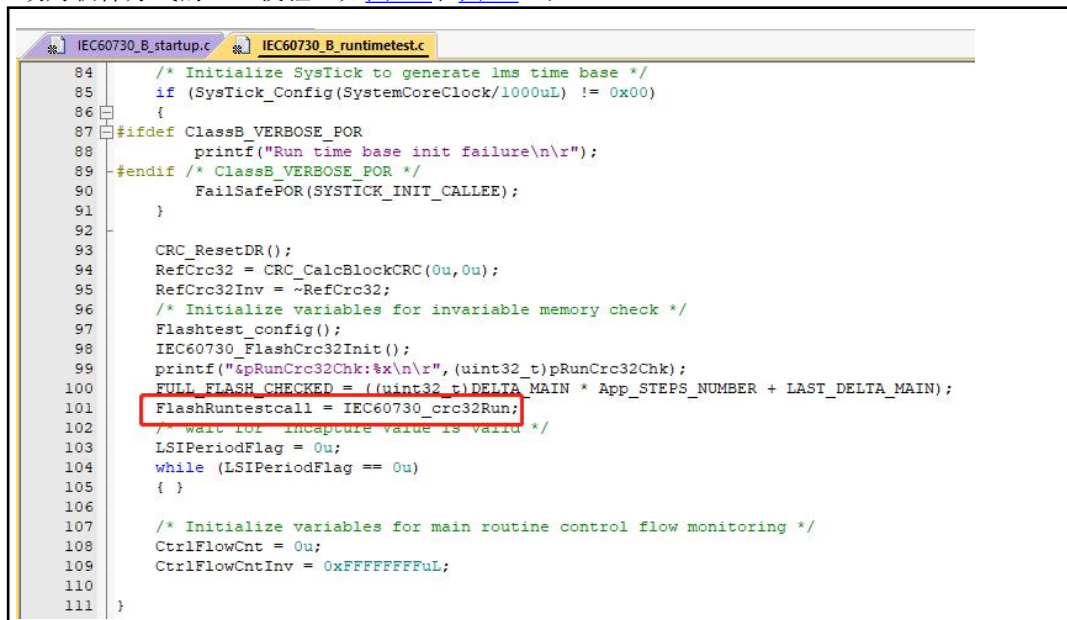 IEC60730_B_startup.c IEC60730_B_runtimetest.c
84 /* Initialize SysTick to generate 1ms time base */
85 if (SysTick_Config(SystemCoreClock/1000uL) != 0x00)
86 {
87 #ifdef ClassB_VERBOSE_POR
88 printf("Run time base init failure\n\r");
89 #endif /* ClassB_VERBOSE_POR */
90 FailSafePOR(SYSTICK_INIT_CALLEE);
91 }
92
93 CRC_ResetDR();
94 RefCrc32 = CRC_CalcBlockCRC(0u,0u);
95 RefCrc32Inv = ~RefCrc32;
96 /* Initialize variables for invariable memory check */
97 Flashtest_config();
98 IEC60730_FlashCrc32Init();
99 printf("&pRunCrc32Chk:%x\n\r",(uint32_t)pRunCrc32Chk);
100 FULL_FLASH_CHECKED = ((uint32_t)DELTA_MAIN * App_STEPS_NUMBER + LAST_DELTA_MAIN);
101 FlashRuntestcall = IEC60730_crc32Run;
102 /* wait for incapture value is valid */
103 LSIPeriodFlag = 0u;
104 while (LSIPeriodFlag == 0u)
105 { }
106
107 /* Initialize variables for main routine control flow monitoring */
108 CtrlFlowCnt = 0u;
109 CtrlFlowCntInv = 0xFFFFFFFFuL;
110
111 }